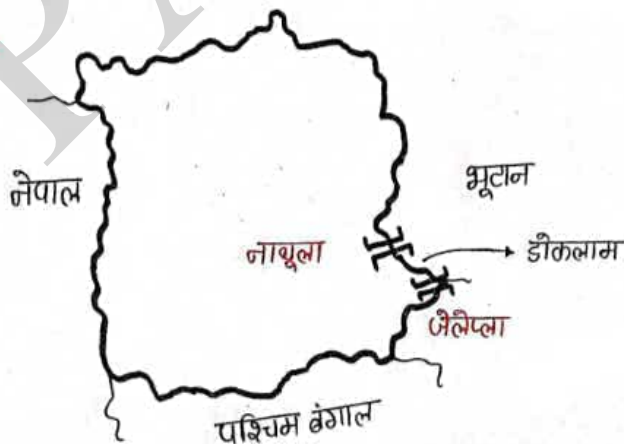 नेपाल
भूटान
नाथूला
डोकलाम
जेलेप्ला
पश्चिम बंगाल